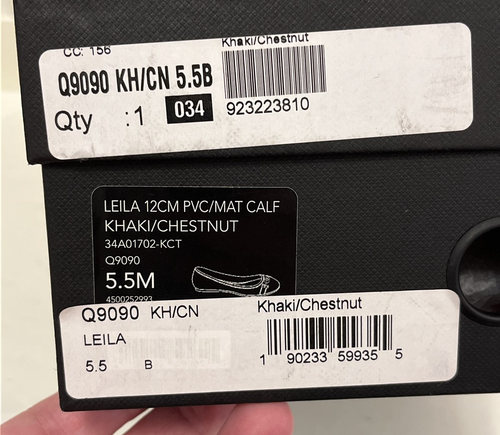 CC: 156
Khaki/Chestnut
Q9090 KH/CN 5.5B
Qty :1 034
923223810
LEILA 12CM PVC/MAT CALF
KHAKI/CHESTNUT
34A01702-KCT
Q9090
5.5M
4500252993
Q9090 KH/CN Khaki/Chestnut
LEILA
5.5 B
1 90233 59935 5